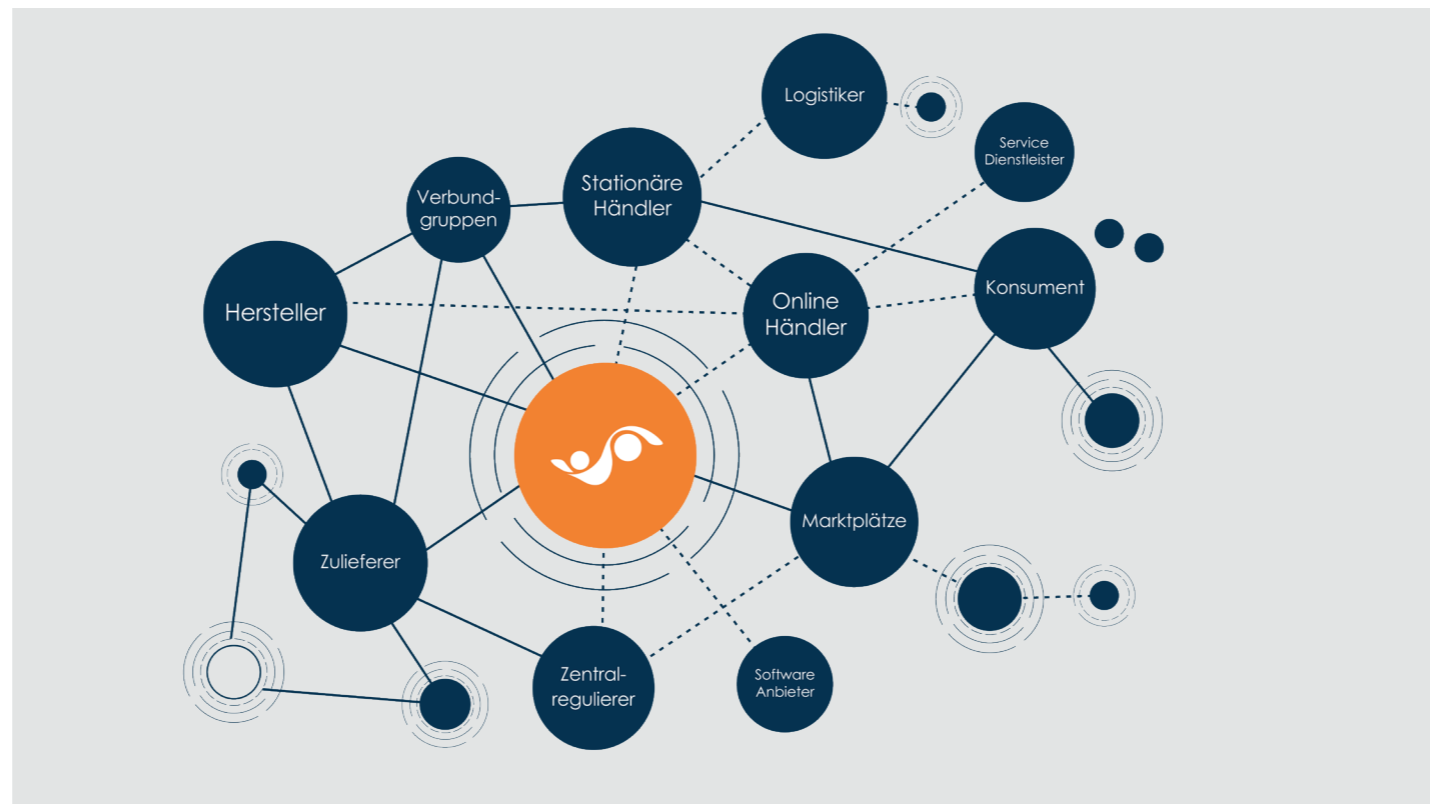 Logistiker
Service
Dienstleister
Stationäre
Händler
Verbund-
gruppen
Konsument
Hersteller
Online
Händler
Marktplätze
Zulieferer
Zentral-
regulierer
Software
Anbieter